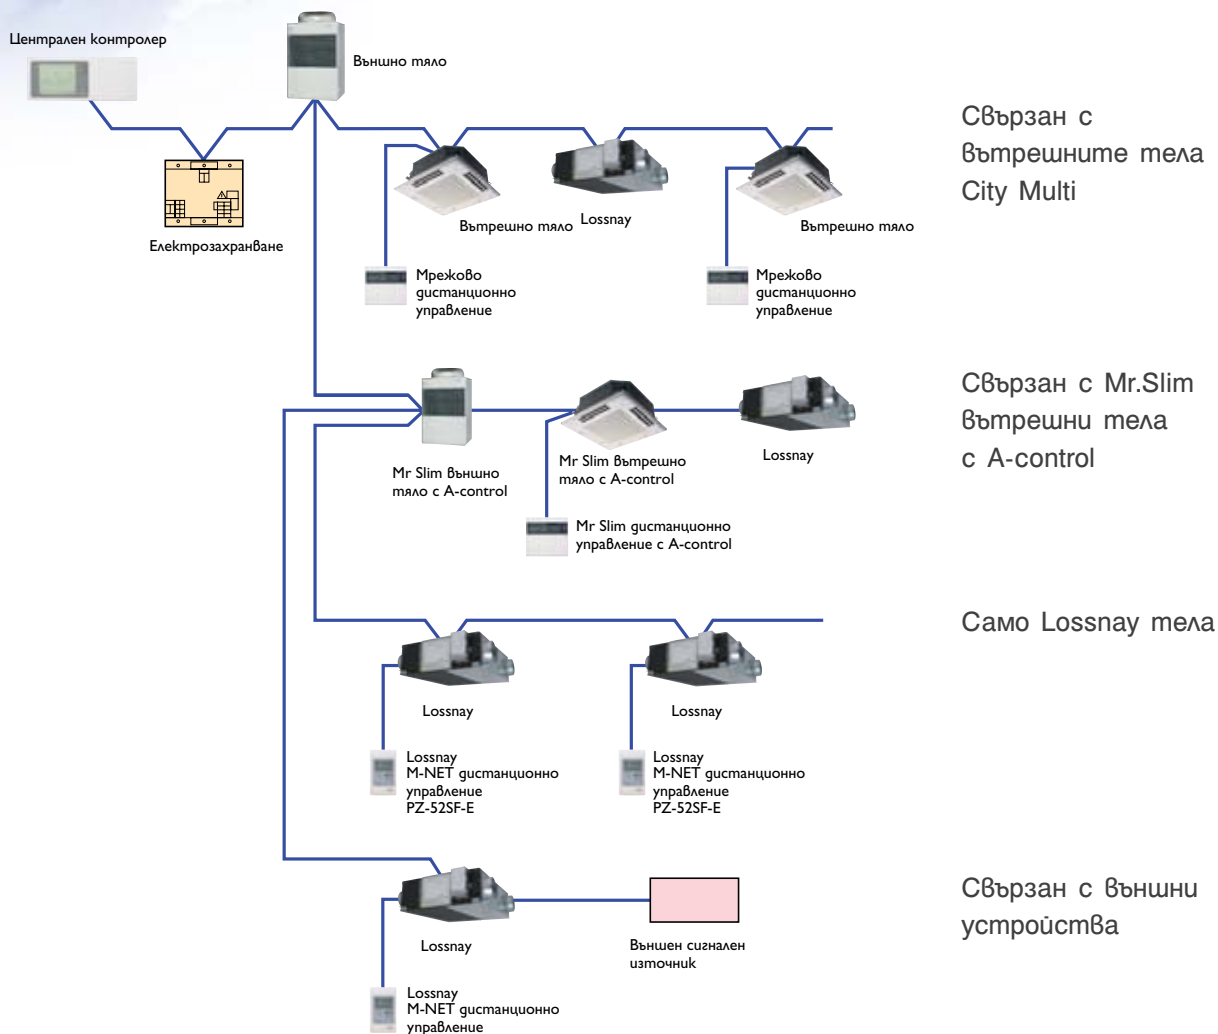 Централен контролер
Външно тяло
Електрозахранване
Вътрешно тяло
Lossnay
Вътрешно тяло
Мрежово
дистанционно
управление
Мрежово
дистанционно
управление
Свързан с
вътрешните тела
City Multi
Mr Slim външно
тяло с A-control
Mr Slim вътрешно
тяло с A-control
Lossnay
Mr Slim дистанционно
управление с A-control
Свързан с Mr.Slim
вътрешни тела
с A-control
Lossnay
Lossnay
Lossnay
M-NET дистанционно
управление
PZ-52SF-E
Lossnay
M-NET дистанционно
управление
PZ-52SF-E
Само Lossnay тела
Lossnay
Външен сигнален
източник
Lossnay
M-NET дистанционно
управление
Свързан с външни
устройства